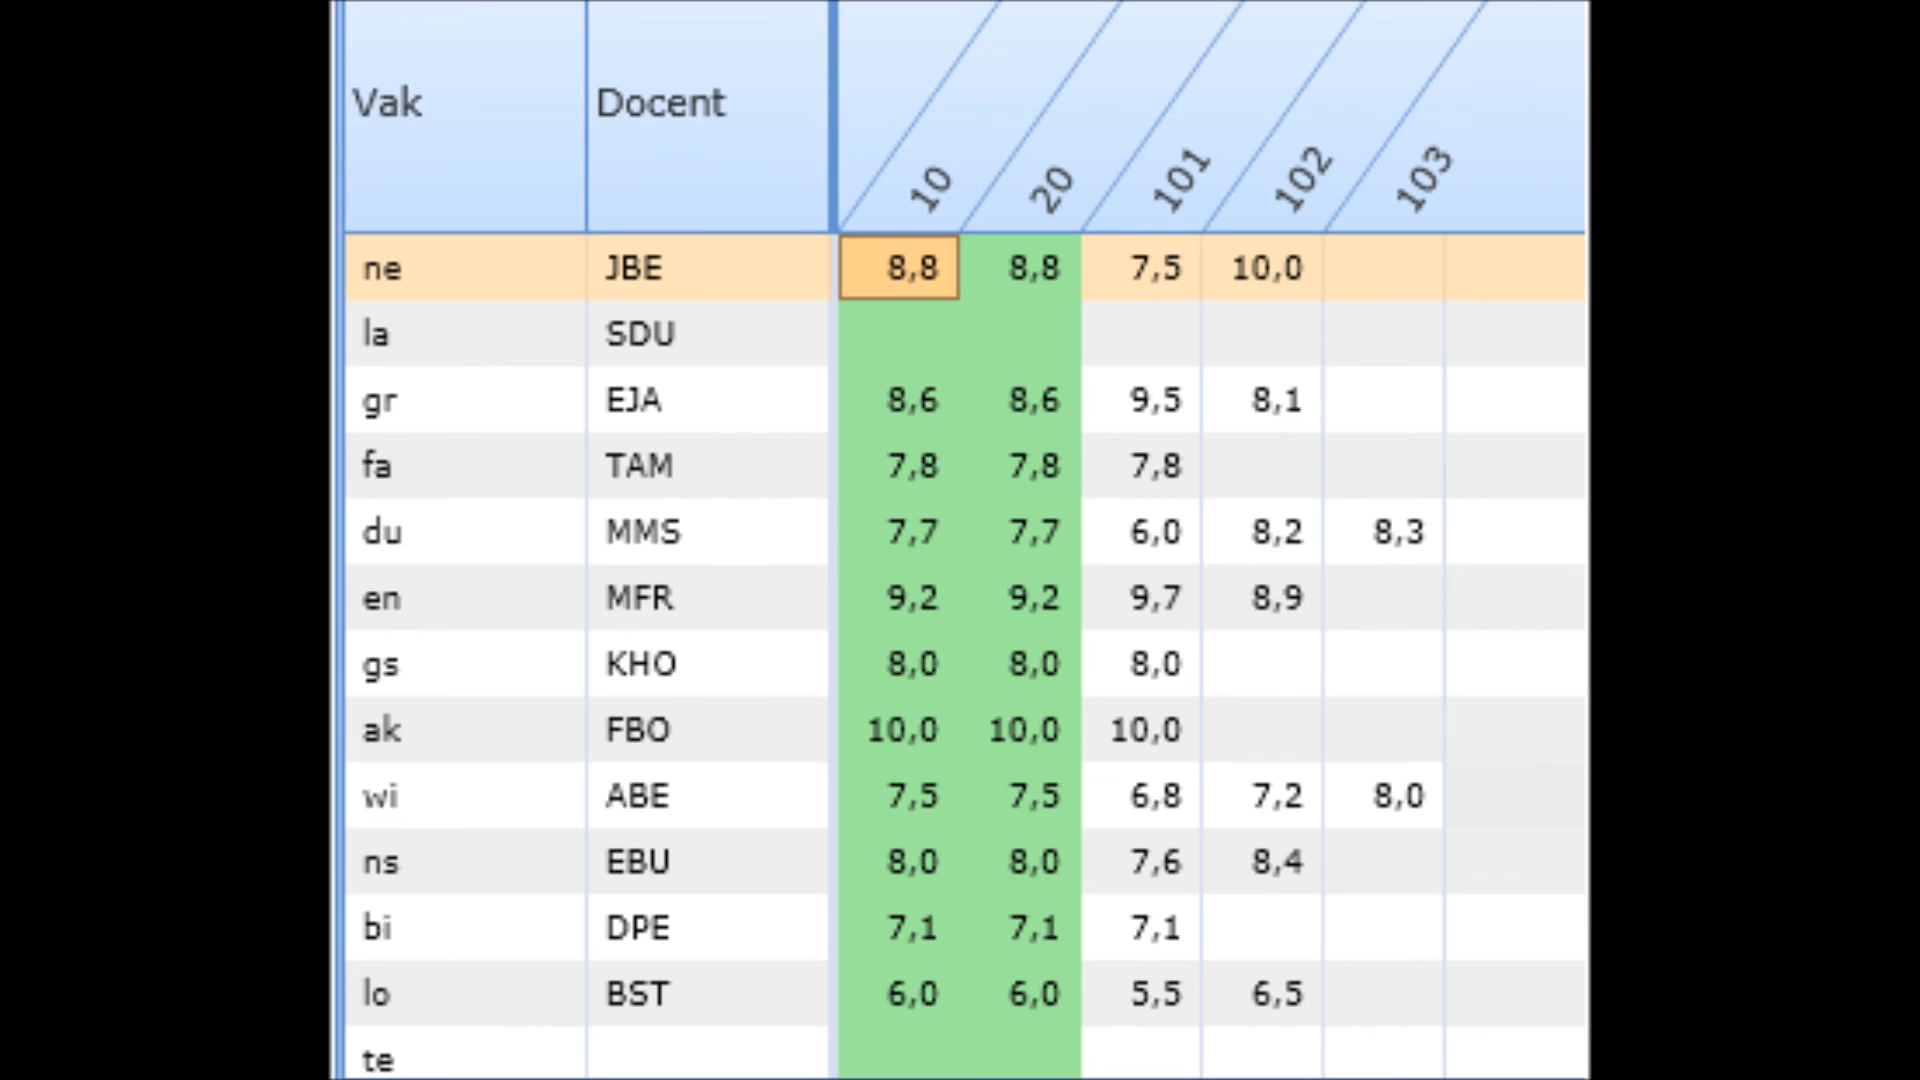 Vak Docent 10 20 101 102 103
ne JBE 8,8 8,8 7,5 10,0
la SDU
gr EJA 8,6 8,6 9,5 8,1
fa TAM 7,8 7,8 7,8
du MMS 7,7 7,7 6,0 8,2 8,3
en MFR 9,2 9,2 9,7 8,9
gs KHO 8,0 8,0 8,0
ak FBO 10,0 10,0 10,0
wi ABE 7,5 7,5 6,8 7,2 8,0
ns EBU 8,0 8,0 7,6 8,4
bi DPE 7,1 7,1 7,1
lo BST 6,0 6,0 5,5 6,5
te